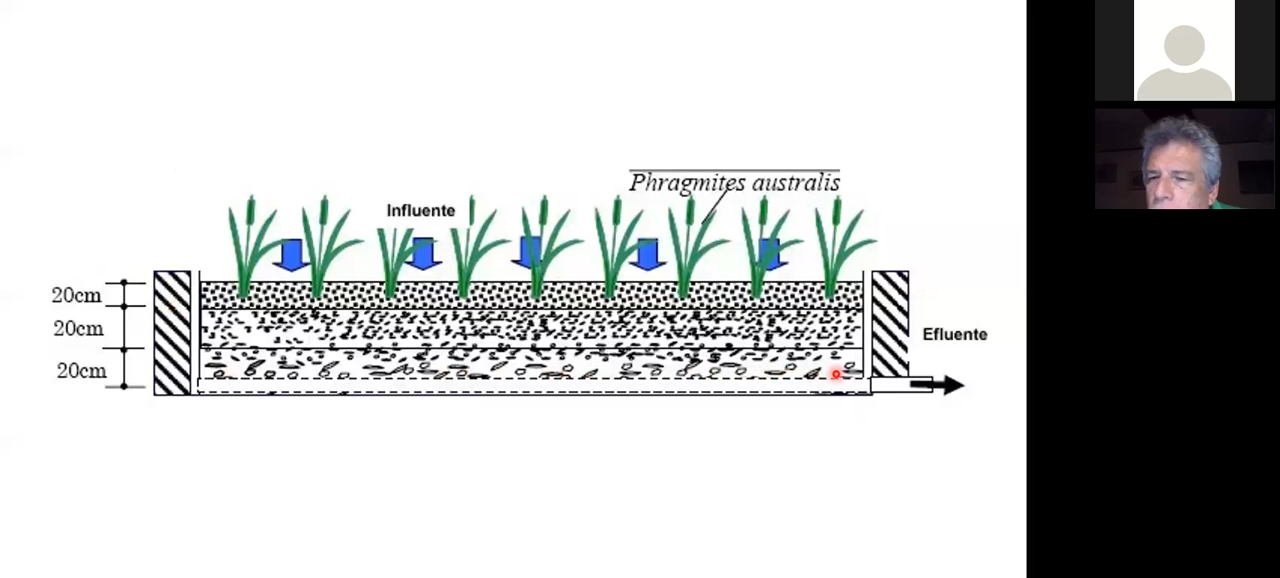 Phragmites australis
Influente
20cm
20cm
Efluente
20cm